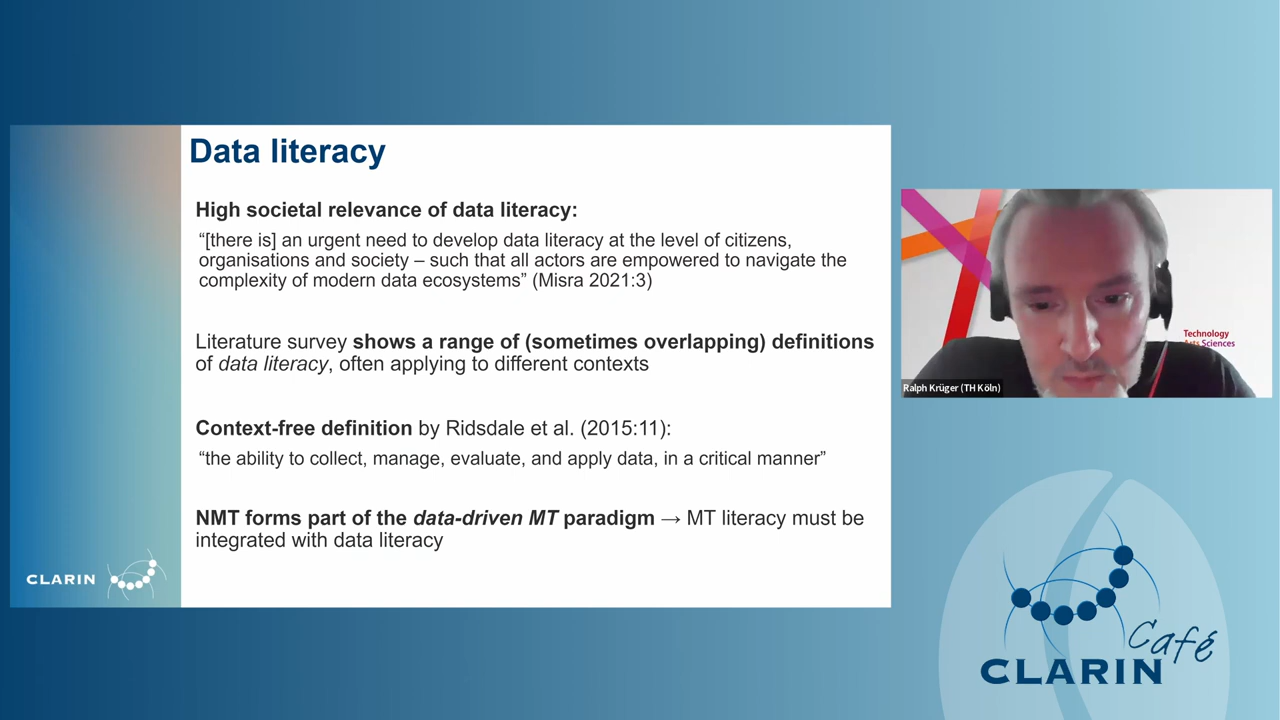 Data literacy
High societal relevance of data literacy:
“[there is] an urgent need to develop data literacy at the level of citizens,
organisations and society – such that all actors are empowered to navigate the
complexity of modern data ecosystems” (Misra 2021:3)
Literature survey shows a range of (sometimes overlapping) definitions
of data literacy, often applying to different contexts
Context-free definition by Ridsdale et al. (2015:11):
“the ability to collect, manage, evaluate, and apply data, in a critical manner”
NMT forms part of the data-driven MT paradigm → MT literacy must be
integrated with data literacy
CLARIN
Technology
Arts Sciences
Ralph Krüger (TH Köln)
Café
CLARIN